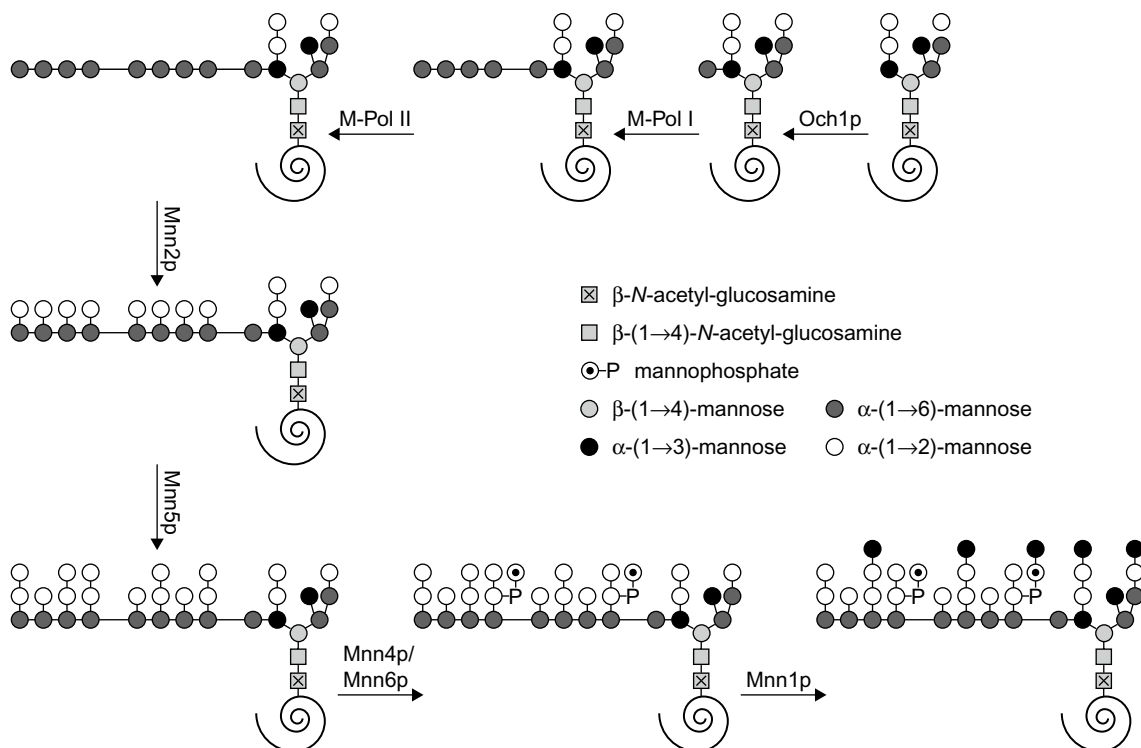 M-Pol II
M-Pol I
Och1p
Mnn2p
β-N-acetyl-glucosamine
β-(1→4)-N-acetyl-glucosamine
P mannophosphate
β-(1→4)-mannose
α-(1→6)-mannose
α-(1→3)-mannose
α-(1→2)-mannose
Mnn5p
P
P
Mnn4p/
Mnn6p
Mnn1p
P
P